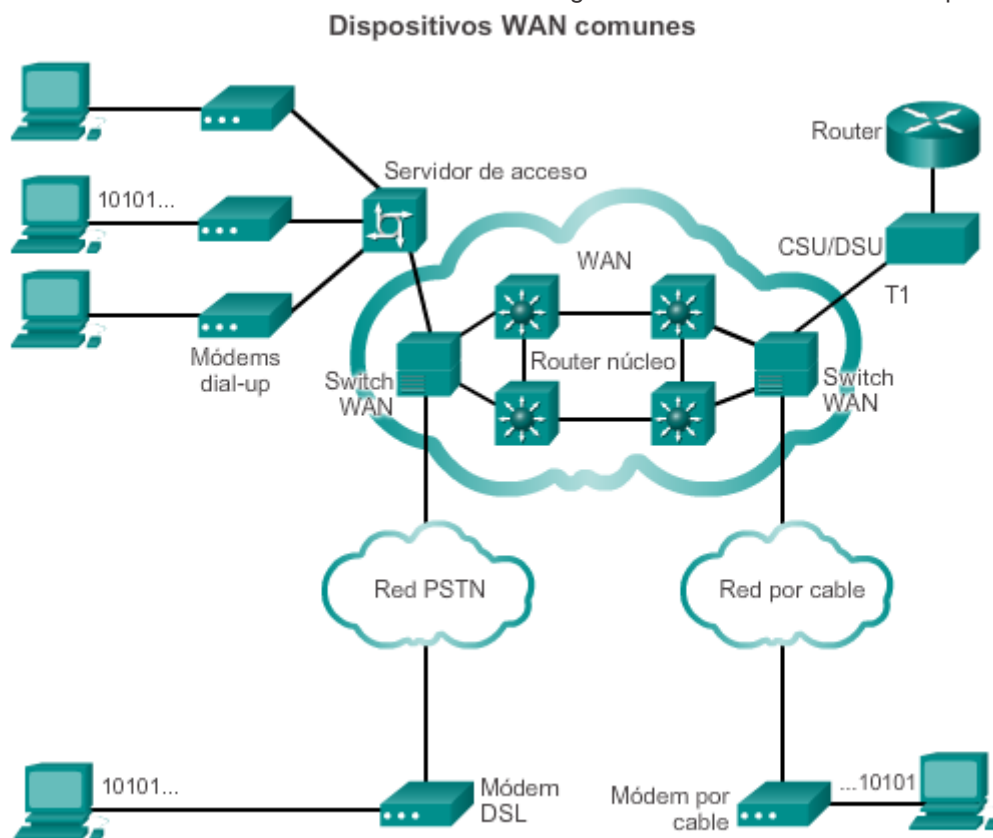 Dispositivos WAN comunes
Router
Servidor de acceso
10101...
CSU/DSU
WAN
T1
Módems
dial-up
Router núcleo
Switch
WAN
Switch
WAN
Red PSTN
Red por cable
10101...
Módem
DSL
Módem por
cable
...10101